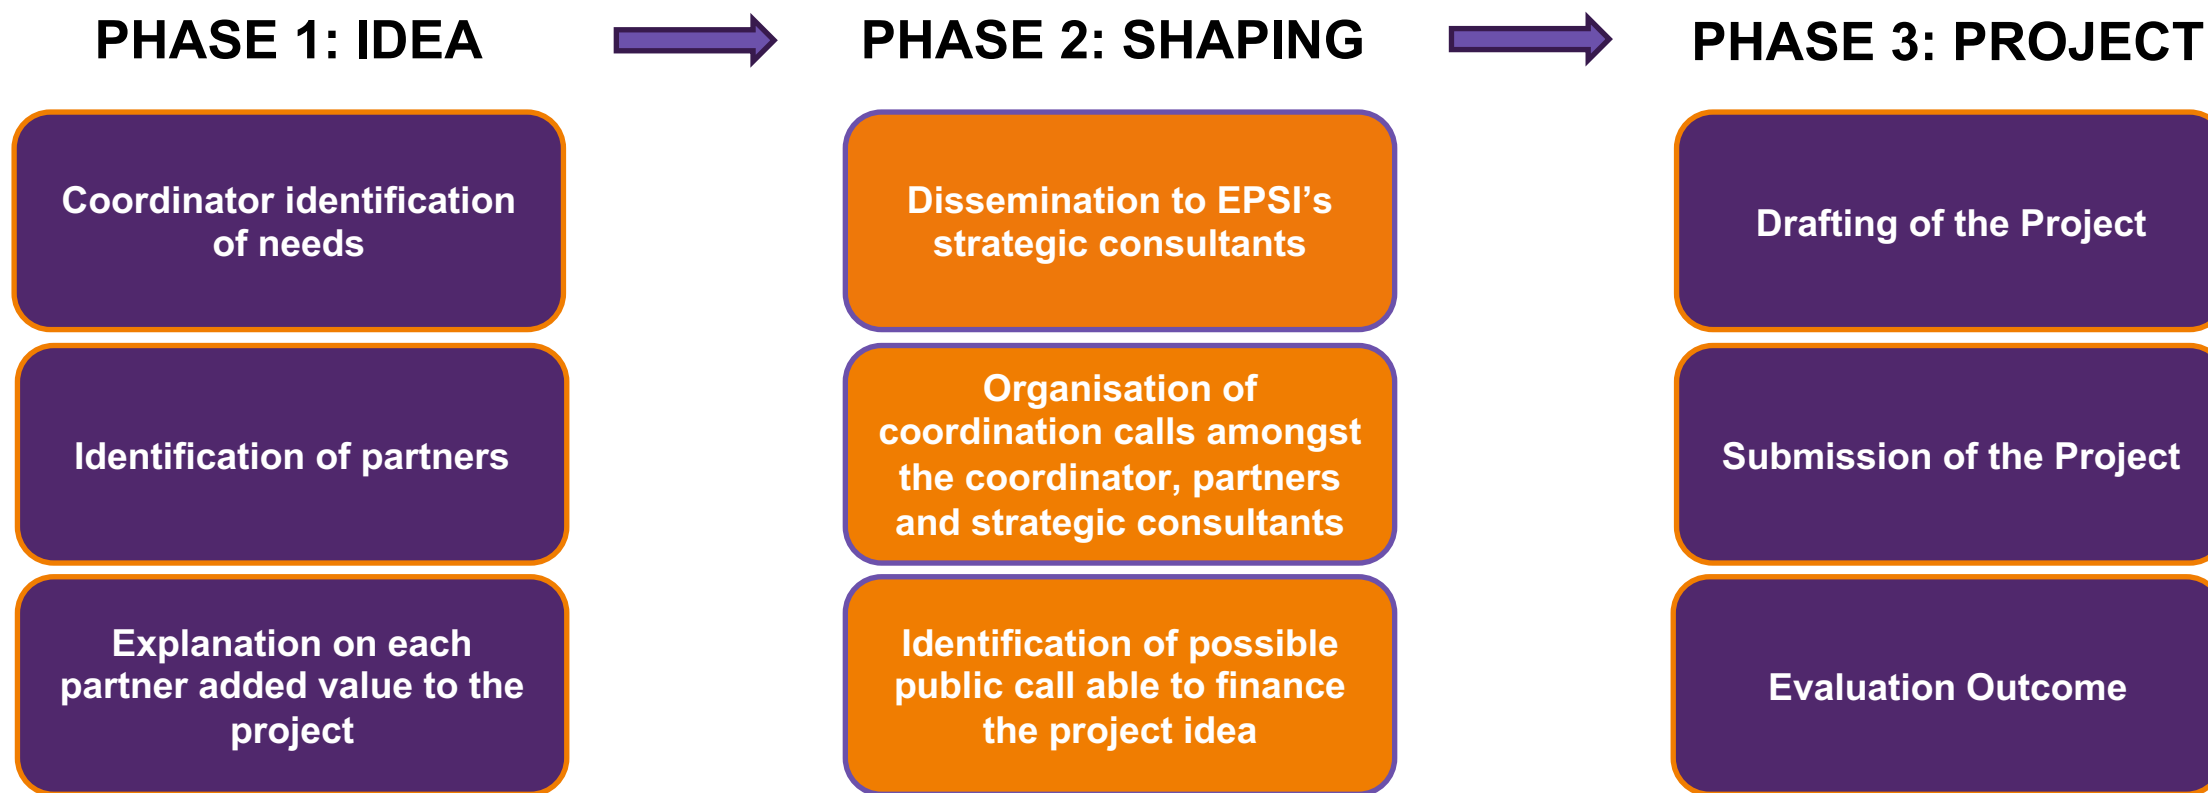 PHASE 1: IDEA
Coordinator identification
of needs
Identification of partners
Explanation on each
partner added value to the
project
PHASE 2: SHAPING
Dissemination to EPSI’s
strategic consultants
Organisation of
coordination calls amongst
the coordinator, partners
and strategic consultants
Identification of possible
public call able to finance
the project idea
PHASE 3: PROJECT
Drafting of the Project
Submission of the Project
Evaluation Outcome